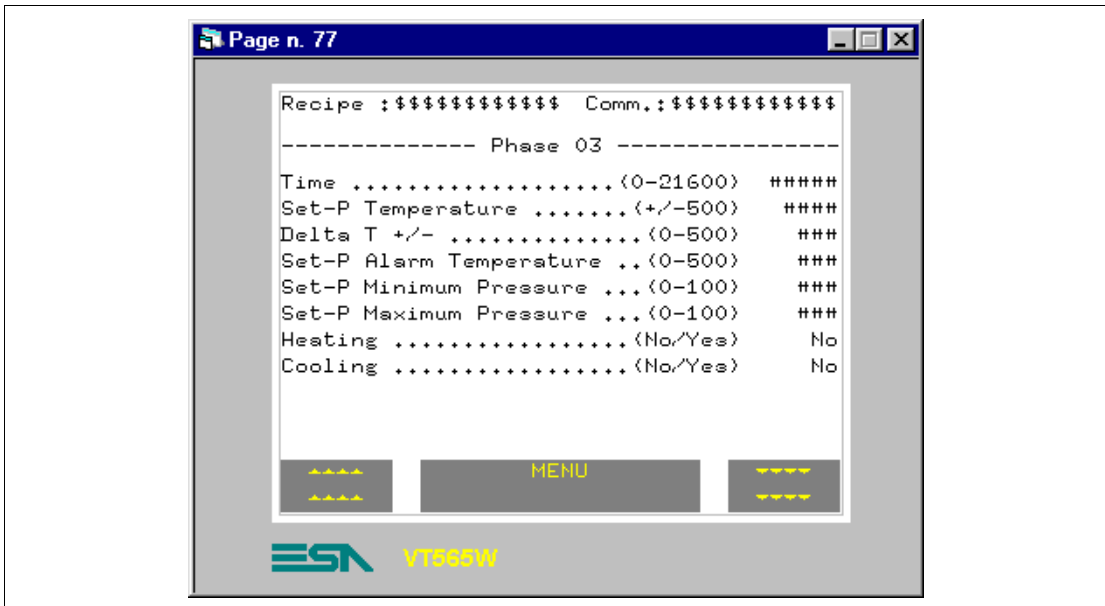 Page n. 77
Recipe :$$$$$$$$$$$$ Comm.:$$$$$$$$$$$$
-------------- Phase 03 ----------------
Time ...................(0-21600) #####
Set-P Temperature .......(+/-500) ####
Delta T +/- ..............(0-500) ###
Set-P Alarm Temperature ..(0-500) ###
Set-P Minimum Pressure ...(0-100) ###
Set-P Maximum Pressure ...(0-100) ###
Heating .................(No/Yes) No
Cooling .................(No/Yes) No
MENU
ESA VT565W